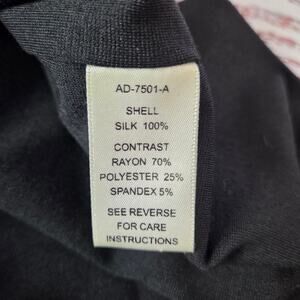 AD-7501-A
SHELL
SILK 100%
CONTRAST
RAYON 70%
POLYESTER 25%
SPANDEX 5%
SEE REVERSE
FOR CARE
INSTRUCTIONS